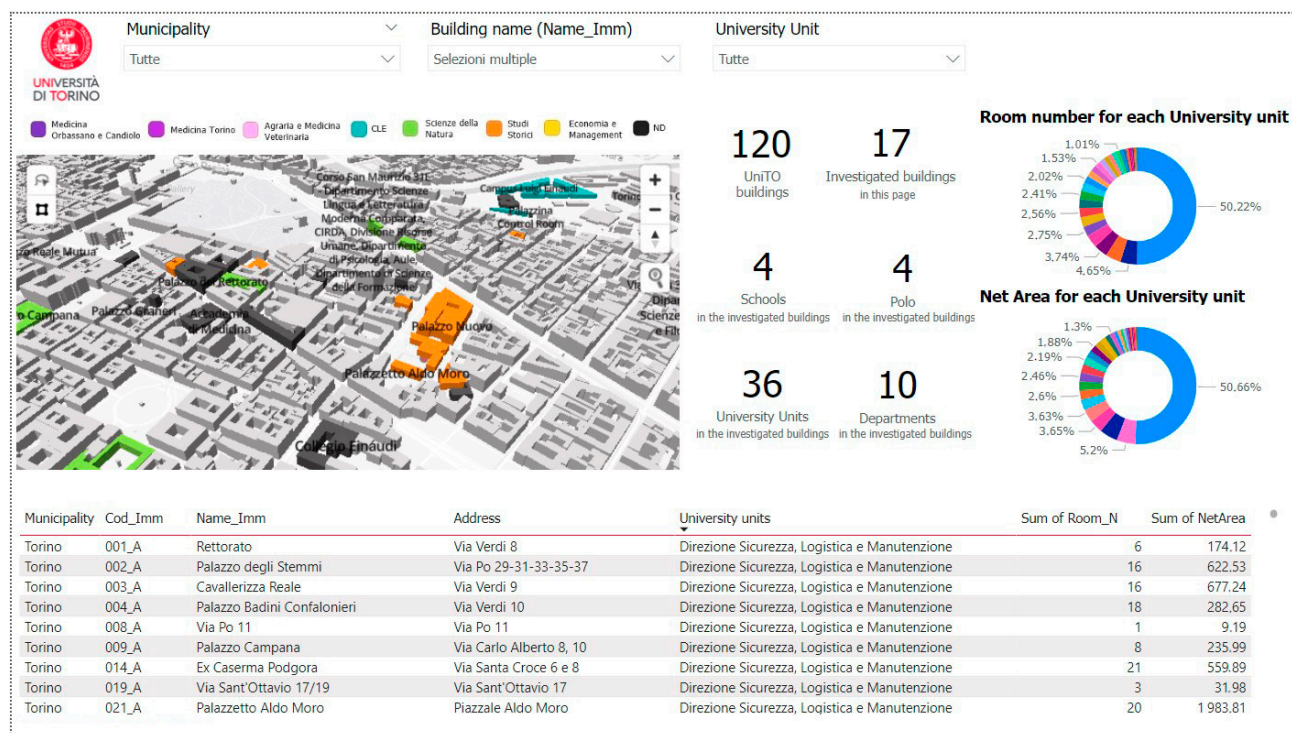 UNIVERSITÀ
DI TORINO
Municipality
Tutte
Building name (Name_Imm)
Selezioni multiple
University Unit
Tutte
Medicina
Orbassano e Candiolo
Medicina Torino
Agraria e Medicina
Veterinaria
CLE
Scienze della
Natura
Studi
Storici
Economia e
Management
ND
Corso San Maurizio 31L
Dipartimento Scienze
Lingua e Letteratura
Moderna Comparata,
CIRDA, Divisione Risorse
Umane, Dipartimento
di Psicologia, Aule,
Dipartimento di Scienze
della Formazione
Campus Luigi Einaudi
Palazzina
Control Room
Reale Mutua
Palazzo del Rettorato
Campana
Palazzo Graneri
Accademia
di Medicina
Palazzo Nuovo
Palazzetto Aldo Moro
Collegio Einaudi
120
UniTO
buildings
17
Investigated buildings
in this page
4
Schools
in the investigated buildings
4
Polo
in the investigated buildings
36
University Units
in the investigated buildings
10
Departments
in the investigated buildings
Room number for each University unit
1.01%
1.53%
2.02%
2.41%
2.56%
2.75%
3.74%
4.65%
50.22%
Net Area for each University unit
1.3%
1.88%
2.19%
2.46%
2.6%
3.63%
3.65%
5.2%
50.66%
Municipality Cod_Imm Name_Imm Address University units Sum of Room_N Sum of NetArea
Torino 001_A Rettorato Via Verdi 8 Direzione Sicurezza, Logistica e Manutenzione 6 174.12
Torino 002_A Palazzo degli Stemmi Via Po 29-31-33-35-37 Direzione Sicurezza, Logistica e Manutenzione 16 622.53
Torino 003_A Cavallerizza Reale Via Verdi 9 Direzione Sicurezza, Logistica e Manutenzione 16 677.24
Torino 004_A Palazzo Badini Confalonieri Via Verdi 10 Direzione Sicurezza, Logistica e Manutenzione 18 282.65
Torino 008_A Via Po 11 Via Po 11 Direzione Sicurezza, Logistica e Manutenzione 1 9.19
Torino 009_A Palazzo Campana Via Carlo Alberto 8, 10 Direzione Sicurezza, Logistica e Manutenzione 8 235.99
Torino 014_A Ex Caserma Podgora Via Santa Croce 6 e 8 Direzione Sicurezza, Logistica e Manutenzione 21 559.89
Torino 019_A Via Sant'Ottavio 17/19 Via Sant'Ottavio 17 Direzione Sicurezza, Logistica e Manutenzione 3 31.98
Torino 021_A Palazzetto Aldo Moro Piazzale Aldo Moro Direzione Sicurezza, Logistica e Manutenzione 20 1 983.81